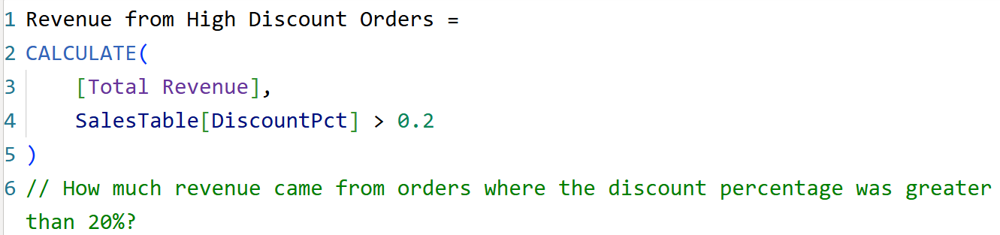 1 Revenue from High Discount Orders =
2 CALCULATE(
3     [Total Revenue],
4     SalesTable[DiscountPct] > 0.2
5 )
6 // How much revenue came from orders where the discount percentage was greater
than 20%?